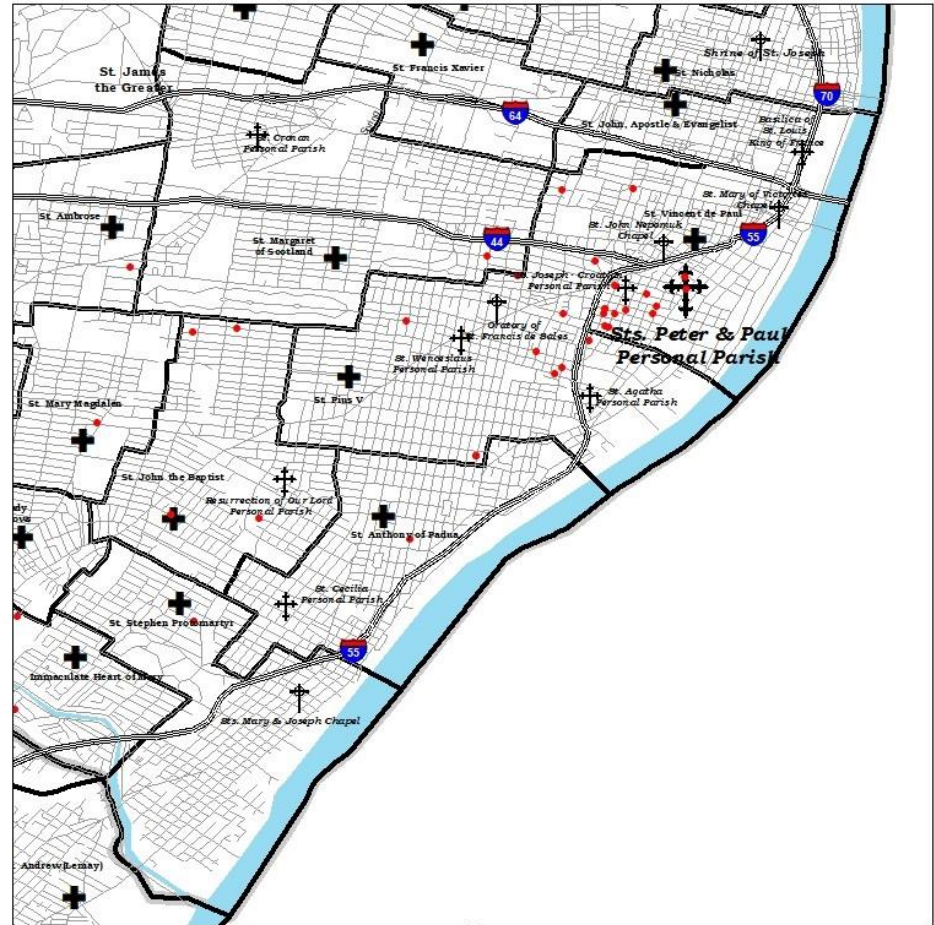 Shrine of St. Joseph
St. Francis Xavier
St. James
the Greater
St. Nicholas
70
64
St. John, Apostle & Evangelist
Basilica of
St. Louis
King of France
Cronan
Personal Parish
St. Mary of Victories
Chapel
St. Ambrose
St. Vincent de Paul
St. John Nepomuk
Chapel
55
44
St. Margaret
of Scotland
Joseph - Croatian
Personal Parish
Oratory of
St. Francis de Sales
Sts. Peter & Paul
Personal Parish
St. Wenceslaus
Personal Parish
St. Agatha
Personal Parish
St. Pius V
St. Mary Magdalen
St. John the Baptist
Resurrection of Our Lord
Personal Parish
St. Anthony of Padua
St. Cecilia
Personal Parish
St. Stephen Protomartyr
55
Immaculate Heart of Mary
Sts. Mary & Joseph Chapel
Andrew (Lemay)